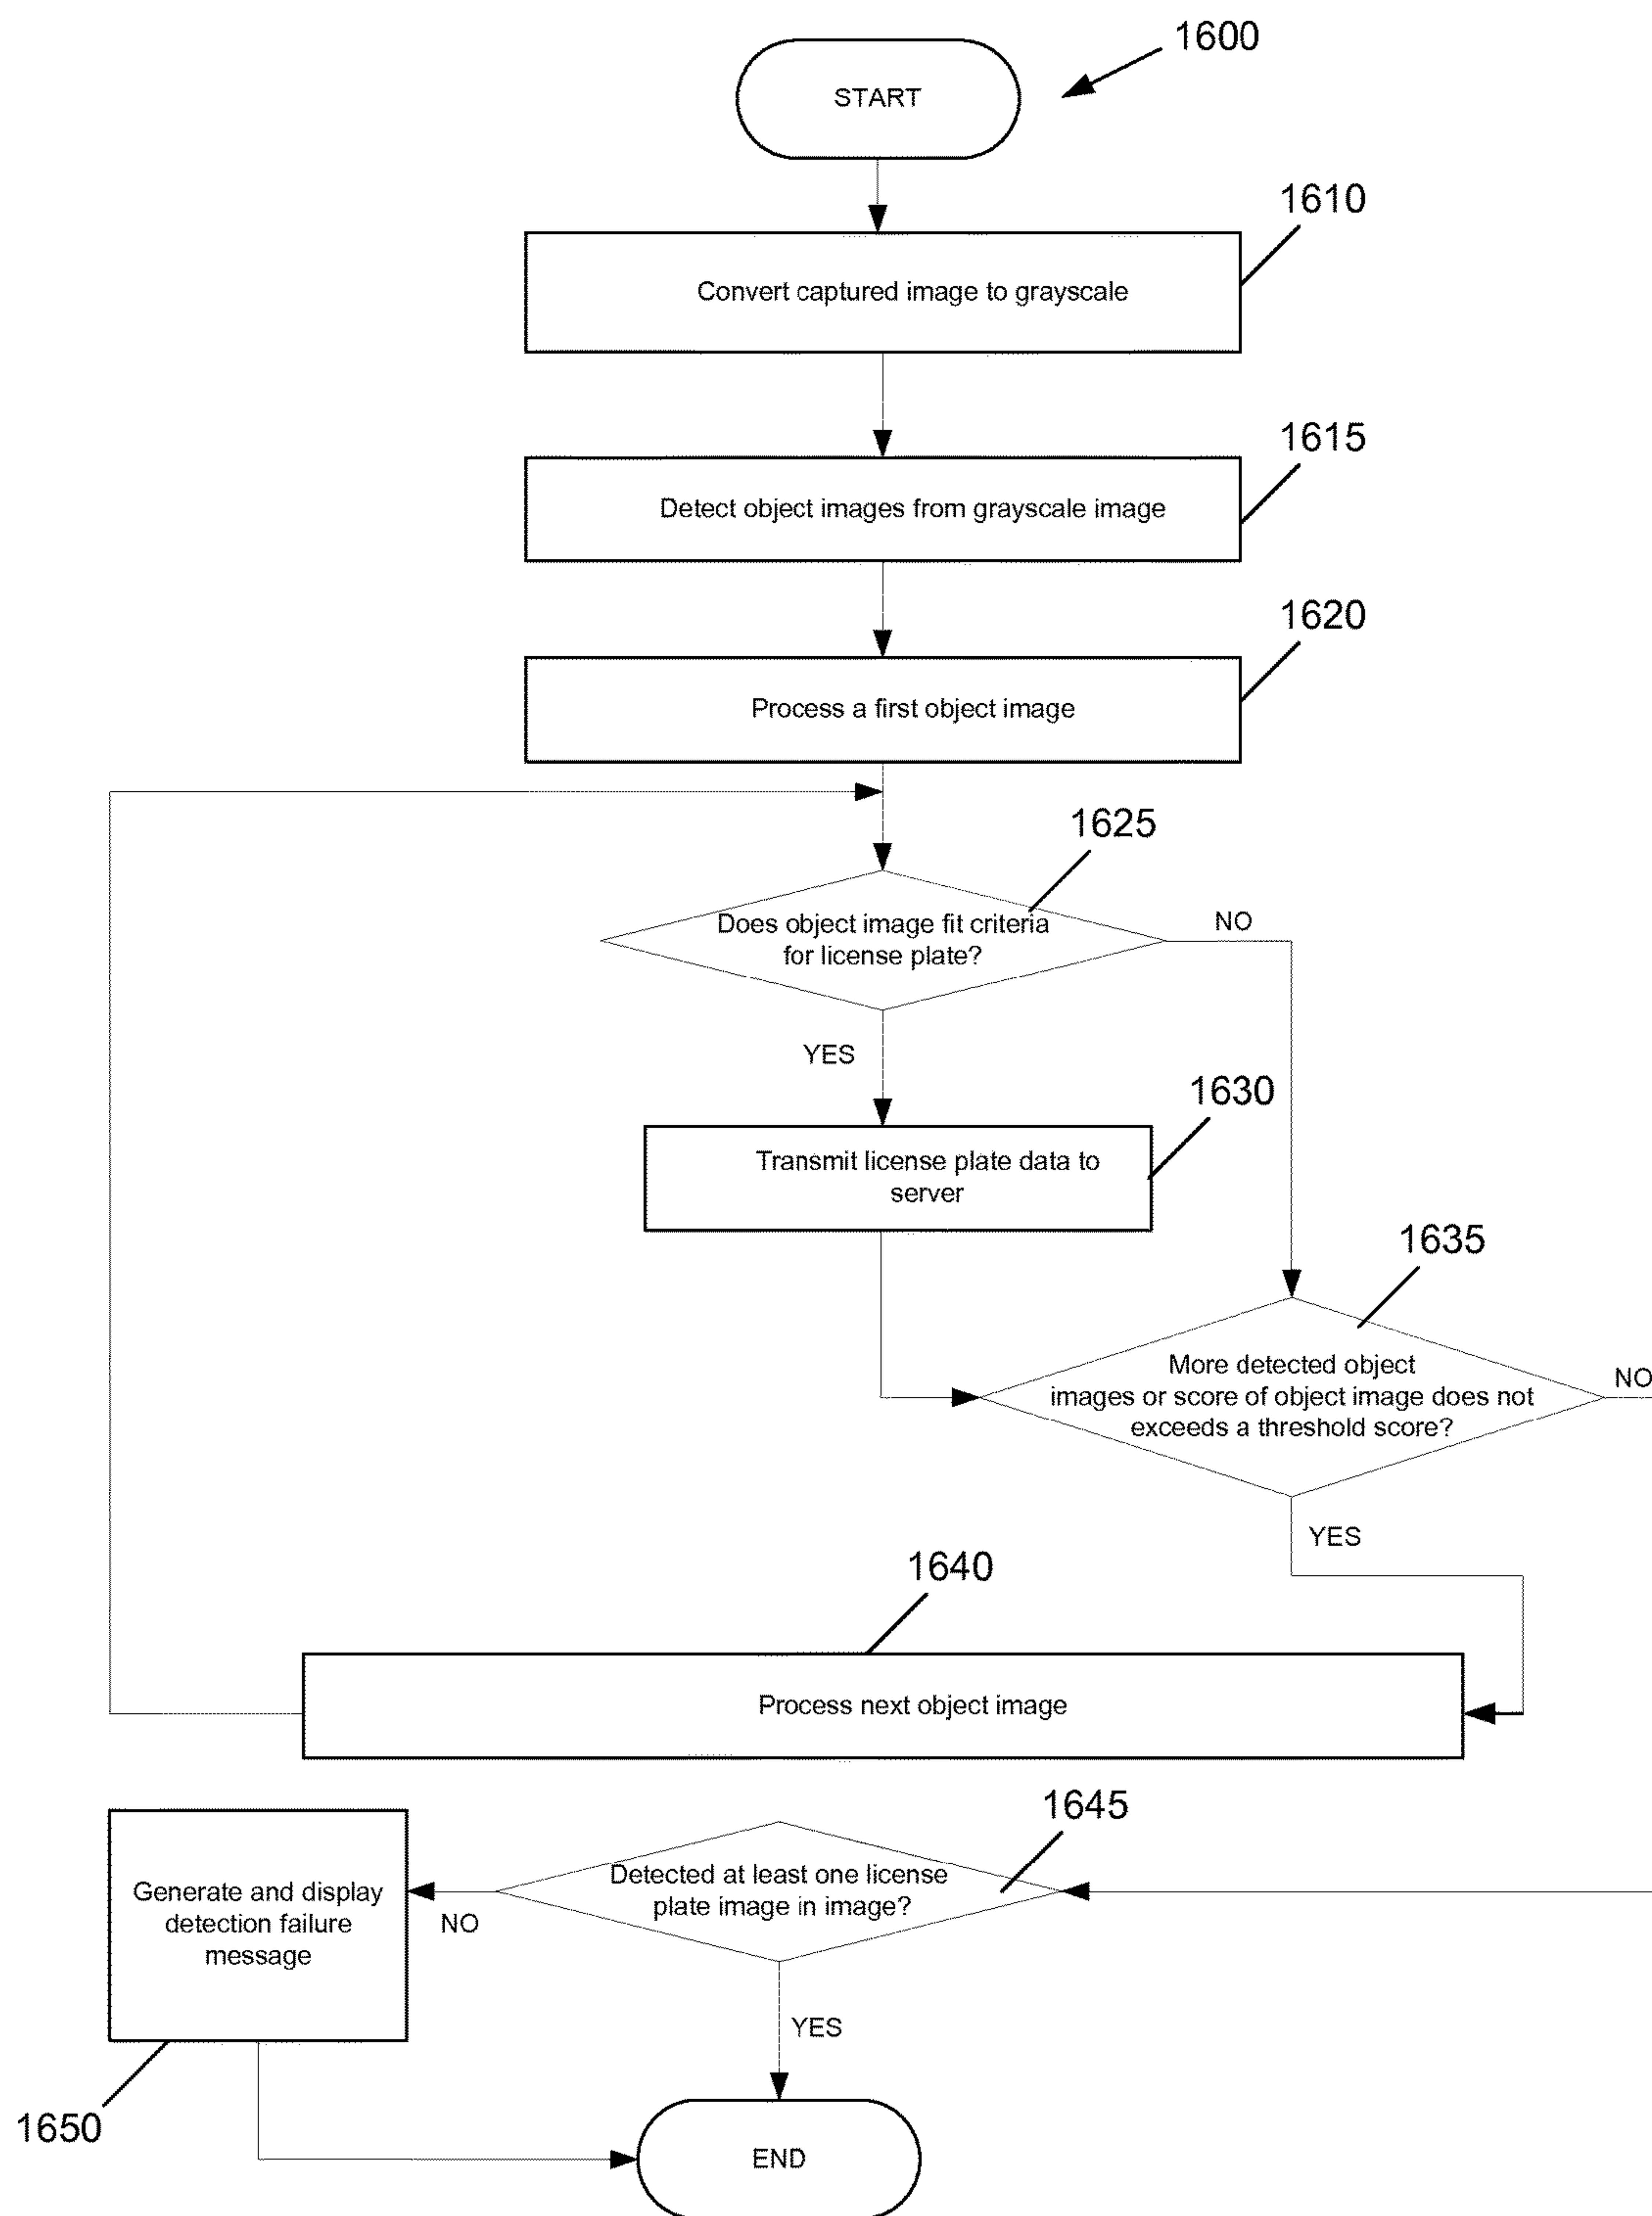 1600
START
1610
Convert captured image to grayscale
1615
Detect object images from grayscale image
1620
Process a first object image
1625
Does object image fit criteria
for license plate?
NO
YES
1630
Transmit license plate data to
server
1635
More detected object
images or score of object image does not
exceeds a threshold score?
NO
YES
1640
Process next object image
1645
Detected at least one license
plate image in image?
NO
Generate and display
detection failure
message
YES
1650
END